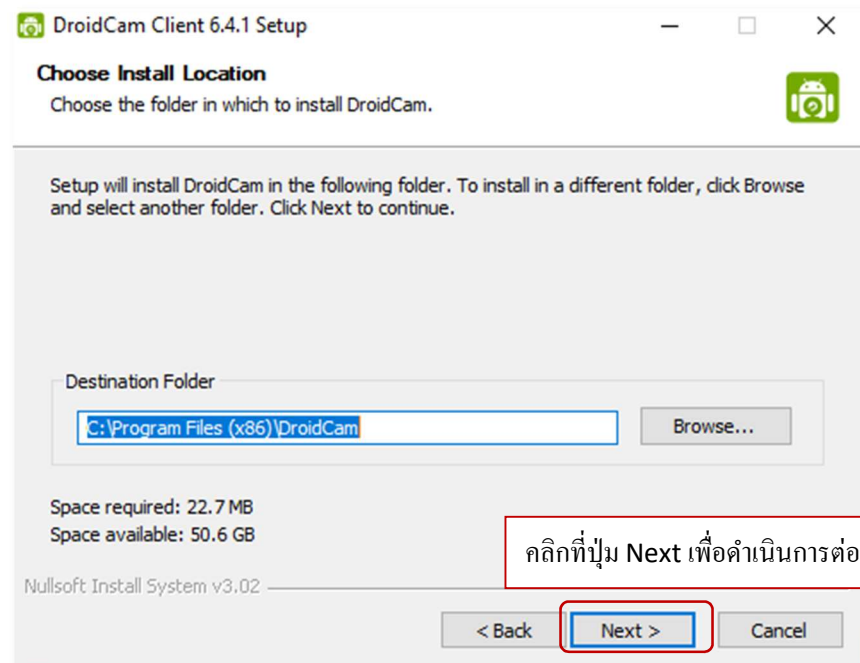 DroidCam Client 6.4.1 Setup
Choose Install Location
Choose the folder in which to install DroidCam.
Setup will install DroidCam in the following folder. To install in a different folder, click Browse
and select another folder. Click Next to continue.
Destination Folder
C:\Program Files (x86)\DroidCam
Browse...
Space required: 22.7 MB
Space available: 50.6 GB
คลิกที่ปุ่ม Next เพื่อดำเนินการต่อ
Nullsoft Install System v3.02
< Back Next > Cancel